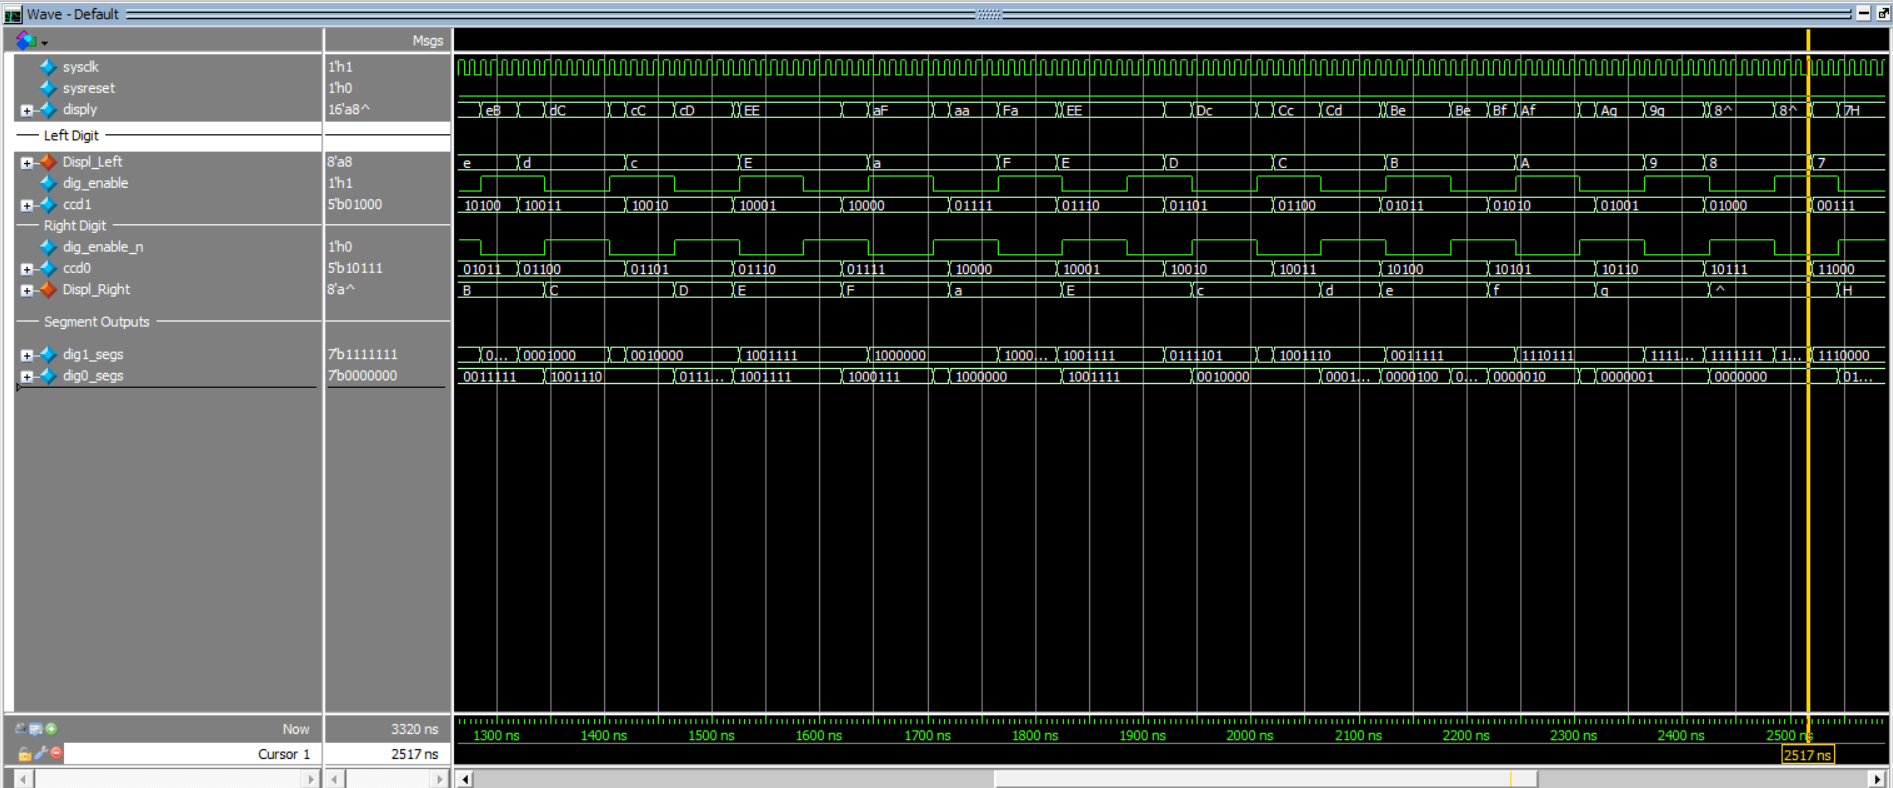 Wave - Default
Msgs
sysclk 1'h1
sysreset 1'h0
disply 16'a8^ eB dC cC cD EE aF aa Fa EE Dc Cc Cd Be Be Bf Af Ag 9g 8^ 8^ 7H
Left Digit
Displ_Left 8'a8 e d c E a F E D C B A 9 8 7
dig_enable 1'h1
ccd1 5'b01000 10100 10011 10010 10001 10000 01111 01110 01101 01100 01011 01010 01001 01000 00111
Right Digit
dig_enable_n 1'h0
ccd0 5'b10111 01011 01100 01101 01110 01111 10000 10001 10010 10011 10100 10101 10110 10111 11000
Displ_Right 8'a^ B C D E F a E c d e f g ^ H
Segment Outputs
dig1_segs 7'b1111111 0... 0001000 0010000 1001111 1000000 1000... 1001111 0111101 1001110 0011111 1110111 1111... 1111111 1... 1110000
dig0_segs 7'b0000000 0011111 1001110 0111... 1001111 1000111 1000000 1001111 0010000 0001... 0000100 0... 0000010 0000001 0000000 01...
Now 3320 ns 1300 ns 1400 ns 1500 ns 1600 ns 1700 ns 1800 ns 1900 ns 2000 ns 2100 ns 2200 ns 2300 ns 2400 ns 2500 ns
Cursor 1 2517 ns 2517 ns